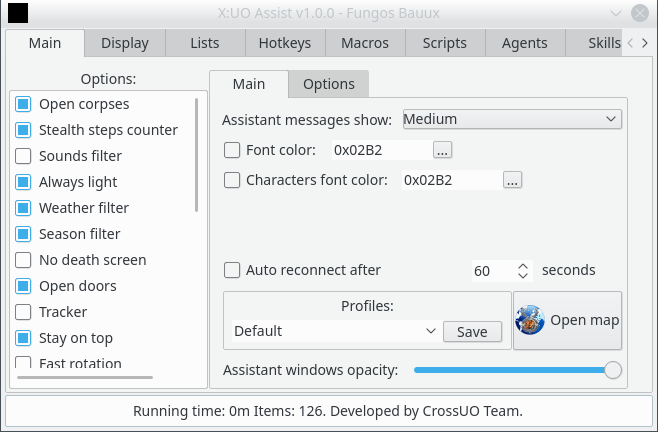 X:UO Assist v1.0.0 - Fungos Bauux
Main Display Lists Hotkeys Macros Scripts Agents Skills
Options:
Open corpses
Stealth steps counter
Sounds filter
Always light
Weather filter
Season filter
No death screen
Open doors
Tracker
Stay on top
Fast rotation
Main Options
Assistant messages show: Medium
Font color: 0x02B2 ...
Characters font color: 0x02B2 ...
Auto reconnect after 60 seconds
Profiles:
Default Save
Open map
Assistant windows opacity:
Running time: 0m Items: 126. Developed by CrossUO Team.